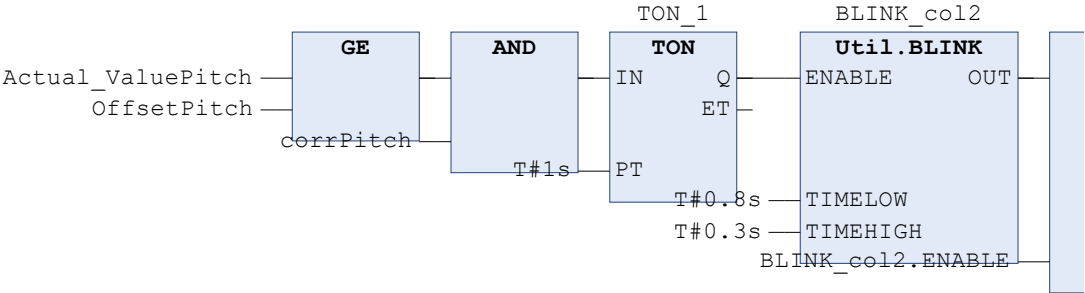 TON_1 BLINK_col2
GE AND TON Util.BLINK
Actual_ValuePitch IN Q ENABLE OUT
OffsetPitch ET
corrPitch
T#1s PT
T#0.8s TIMELOW
T#0.3s TIMEHIGH
BLINK_col2.ENABLE